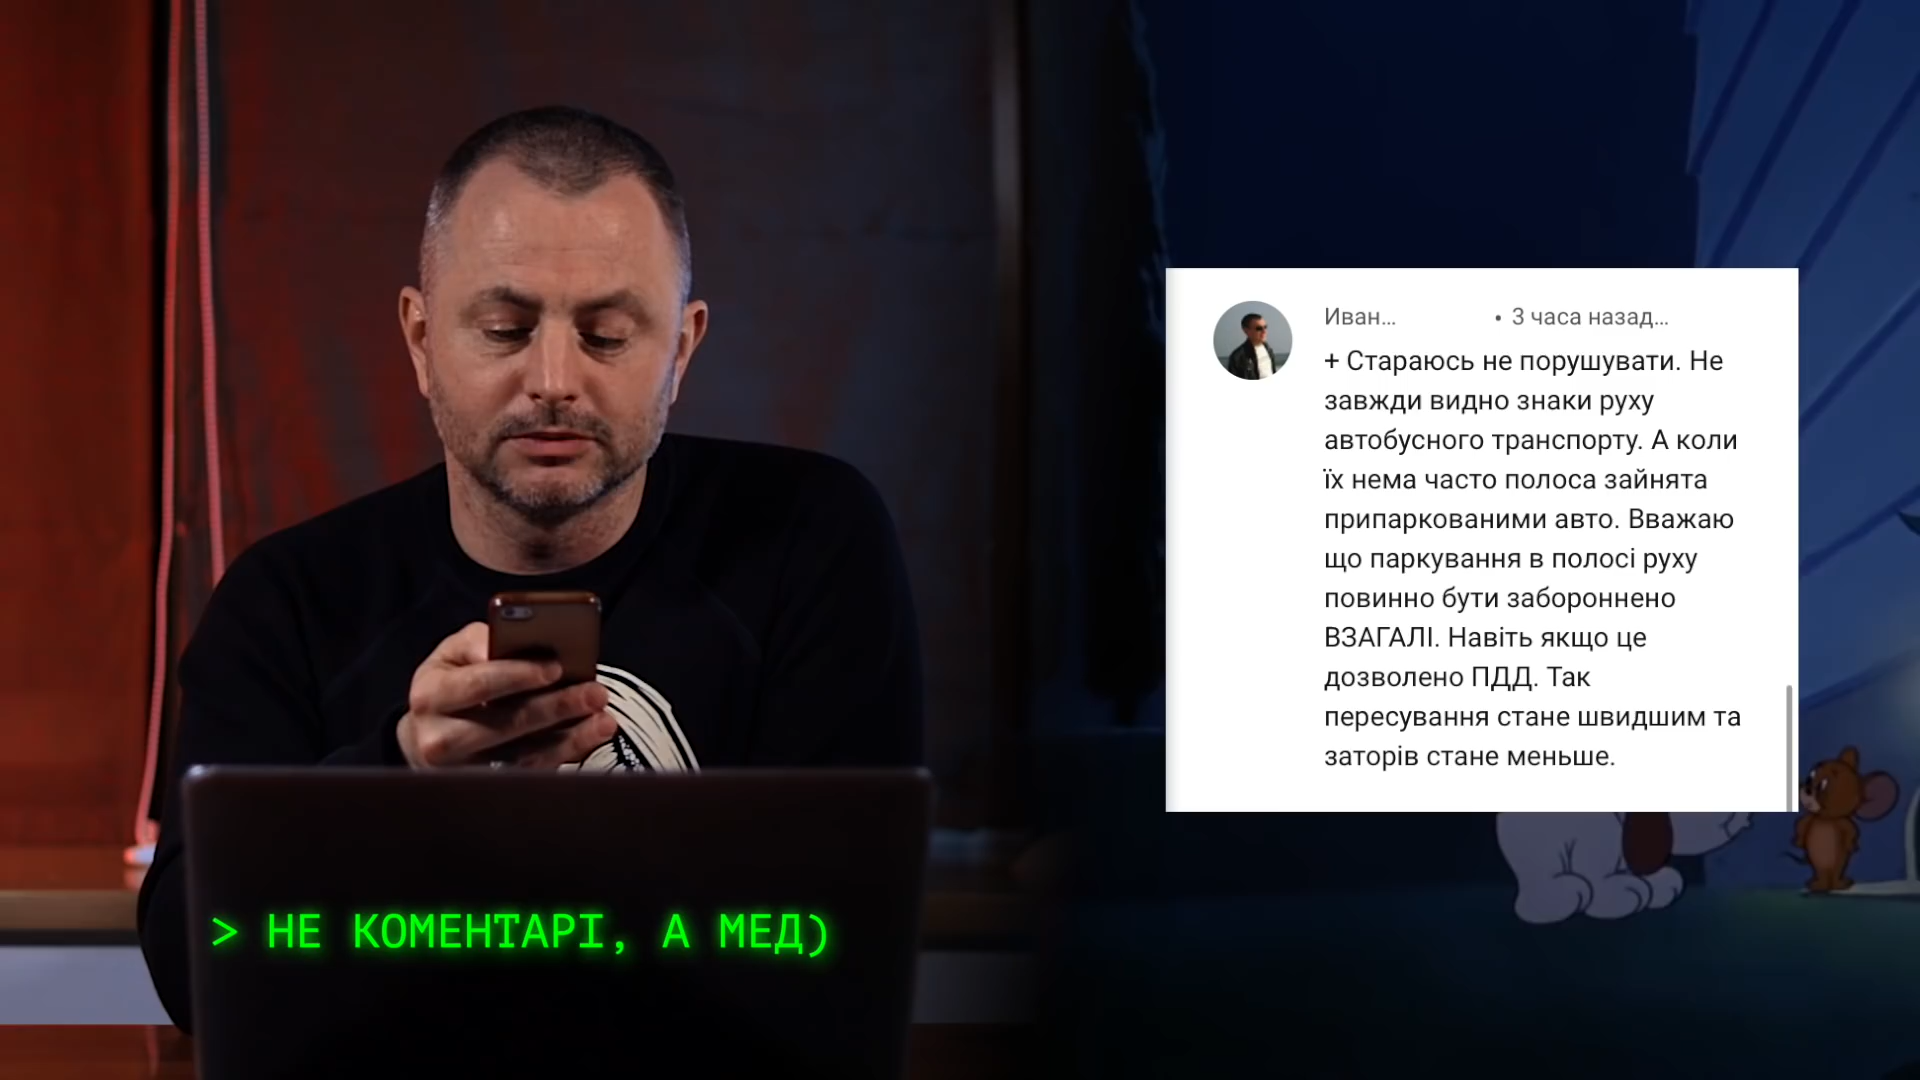 Иван... • 3 часа назад...
+ Стараюсь не порушувати. Не
завжди видно знаки руху
автобусного транспорту. А коли
їх нема часто полоса зайнята
припаркованими авто. Вважаю
що паркування в полосі руху
повинно бути забороннено
ВЗАГАЛІ. Навіть якщо це
дозволено ПДД. Так
пересування стане швидшим та
заторів стане меньше.
> НЕ КОМЕНТАРІ, А МЕД)